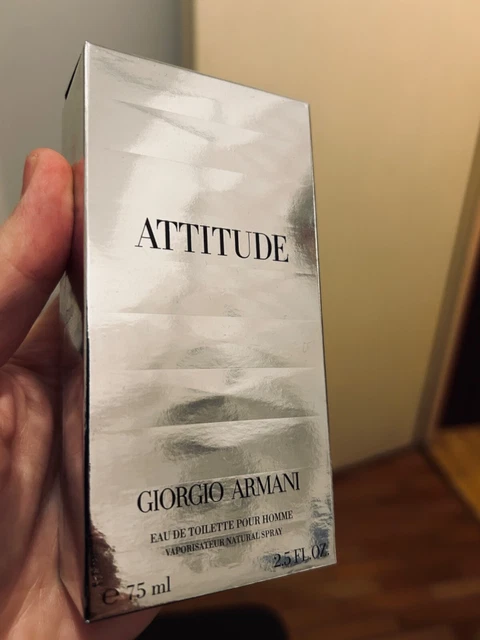 ATTITUDE
GIORGIO ARMANI
EAU DE TOILETTE POUR HOMME
VAPORISATEUR NATURAL SPRAY
℮ 75 ml 2.5 FL.OZ.